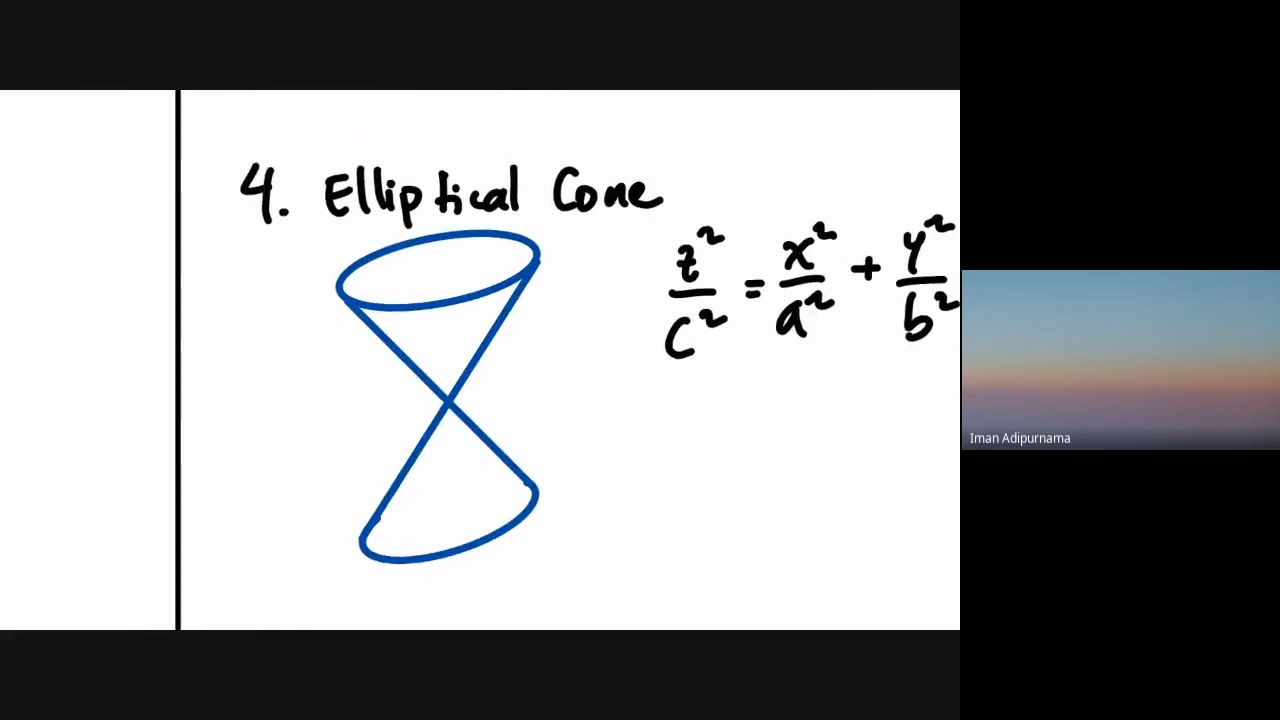 4. Elliptical Cone
z²/c² = x²/a² + y²/b²
Iman Adipurnama